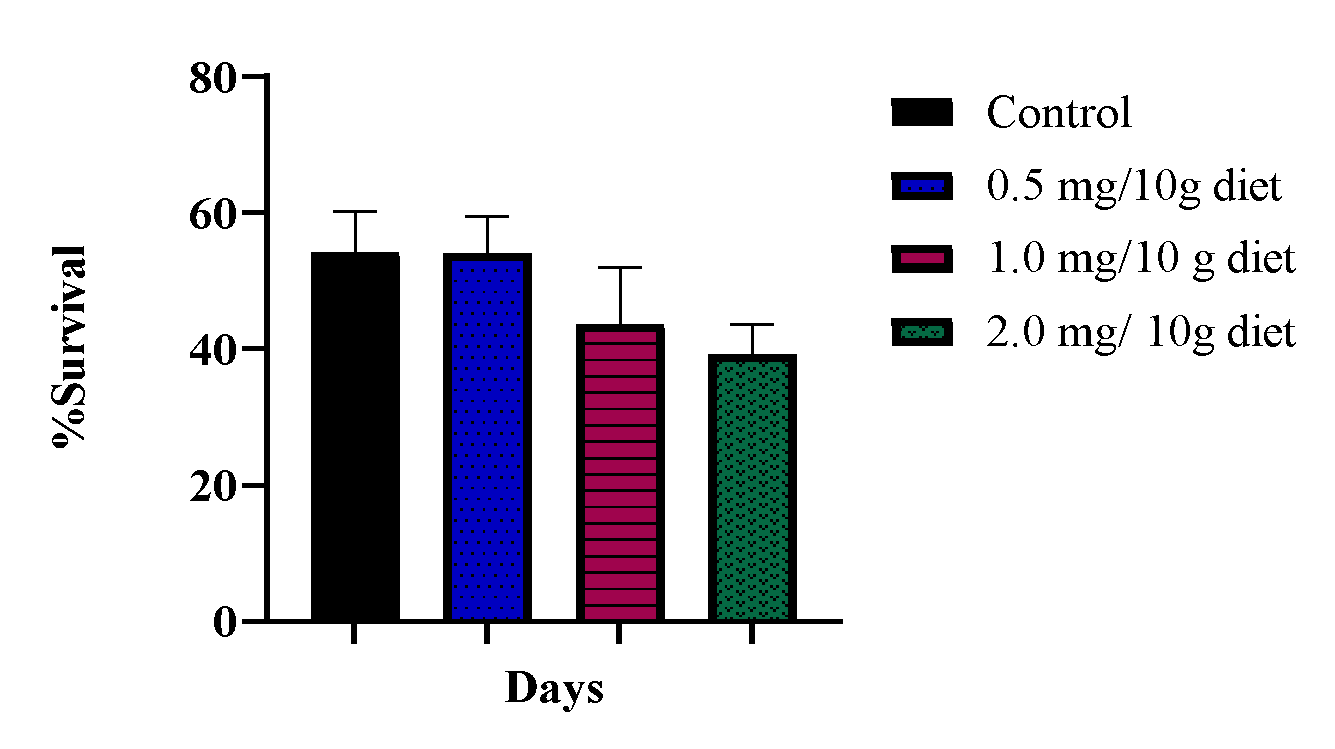 %Survival
80
60
40
20
0
Days
Control
0.5 mg/10g diet
1.0 mg/10 g diet
2.0 mg/ 10g diet